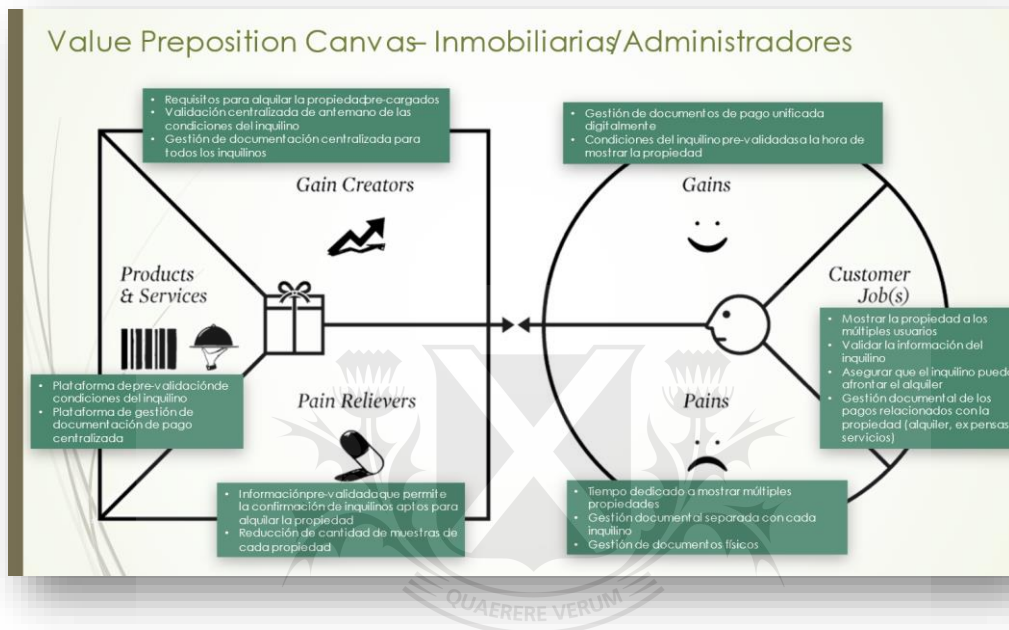 Value Preposition Canvas– Inmobiliarias/Administradores
• Requisitos para alquilar la propiedad pre-cargados
• Validación centralizada de antemano de las
condiciones del inquilino
• Gestión de documentación centralizada para
todos los inquilinos
• Gestión de documentos de pago unificada
digitalmente
• Condiciones del inquilino pre-validadas a la hora de
mostrar la propiedad
Gain Creators
Gains
Products
& Services
Customer
Job(s)
• Mostrar la propiedad a los
múltiples usuarios
• Validar la información del
inquilino
• Asegurar que el inquilino pueda
afrontar el alquiler
• Gestión documental de los
pagos relacionados con la
propiedad (alquiler, expensas
servicios)
• Plataforma de pre-validación de
condiciones del inquilino
• Plataforma de gestión de
documentación de pago
centralizada
Pain Relievers
Pains
• Información pre-validada que permite
la confirmación de inquilinos aptos para
alquilar la propiedad
• Reducción de cantidad de muestras de
cada propiedad
• Tiempo dedicado a mostrar múltiples
propiedades
• Gestión documental separada con cada
inquilino
• Gestión de documentos físicos
QUAERERE VERUM